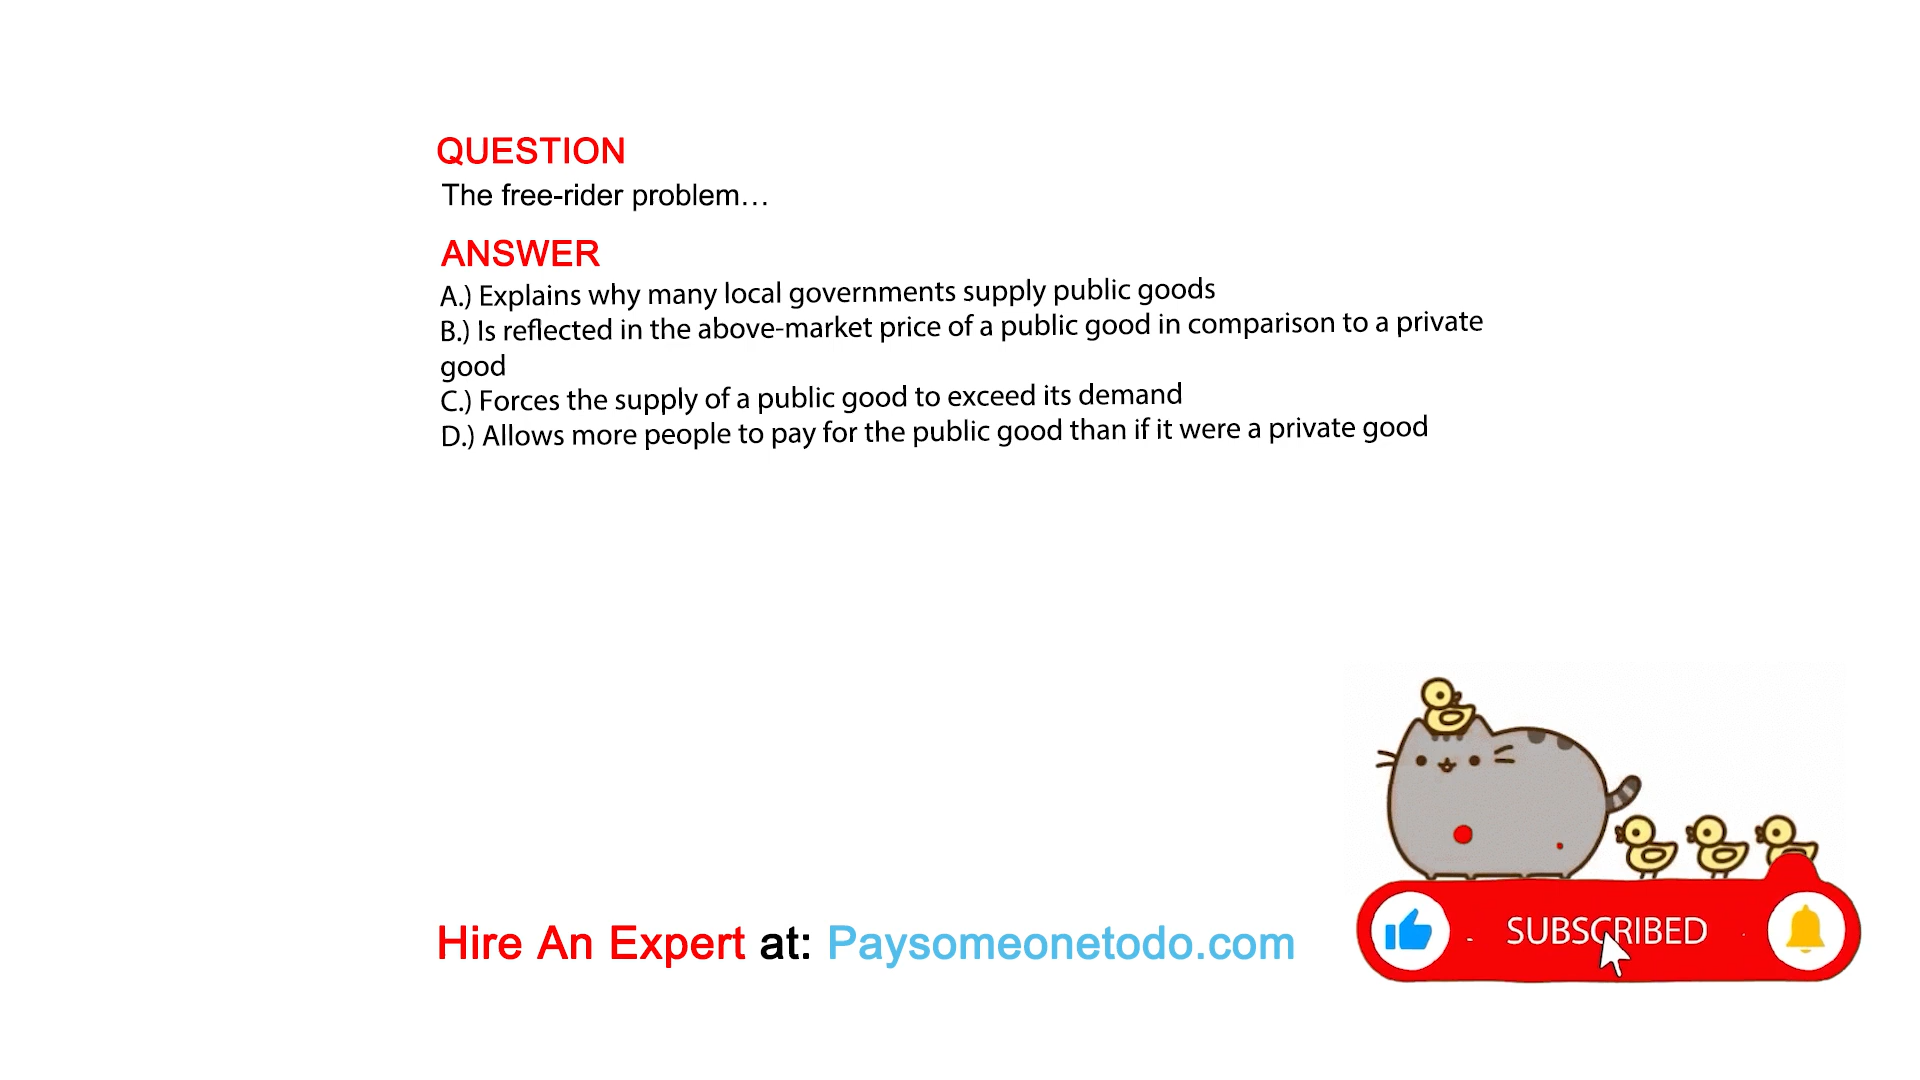 QUESTION
The free-rider problem…
ANSWER
A.) Explains why many local governments supply public goods
B.) Is reflected in the above-market price of a public good in comparison to a private
good
C.) Forces the supply of a public good to exceed its demand
D.) Allows more people to pay for the public good than if it were a private good
Hire An Expert at: Paysomeonetodo.com
SUBSCRIBED